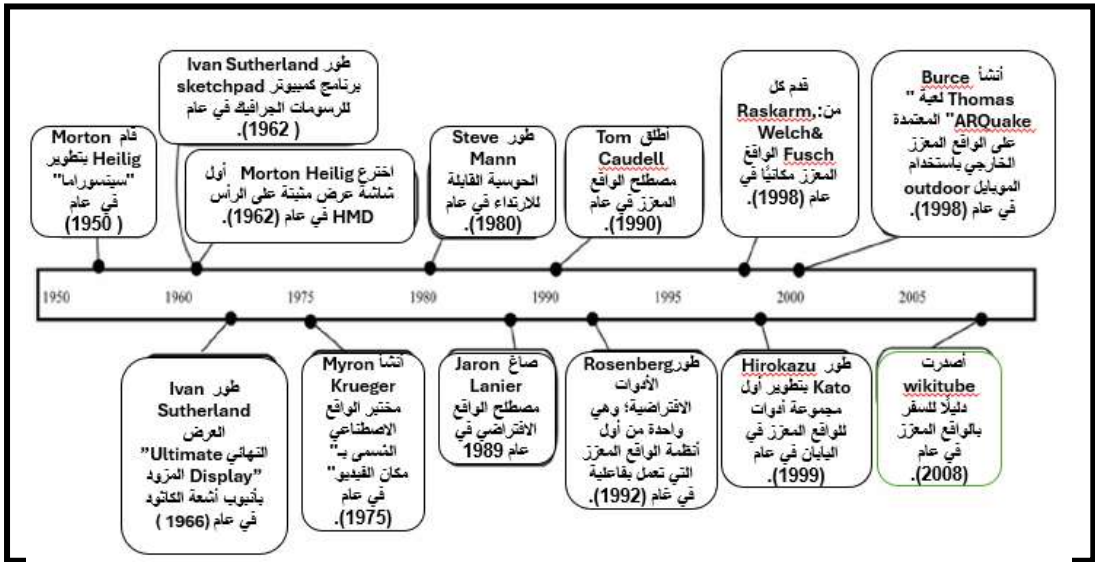 قام Morton
Heilig بتطوير
"سينسوراما"
في عام
(1950 )
طور Ivan Sutherland
برنامج كمبيوتر sketchpad
للرسومات الجرافيك في عام
(1962 ).
اخترع Morton Heilig أول
شاشة عرض مثبتة على الرأس
HMD في عام (1962).
طور Steve
Mann
الحوسبة القابلة
للارتداء في عام
(1980).
أطلق Tom
Caudell
مصطلح الواقع
المعزز في عام
(1990).
قدم كل
من:Raskarm,
Welch&
Fusch الواقع
المعزز مكانيًا في
عام (1998).
أنشأ Burce
Thomas لعبة "
ARQuake" المعتمدة
على الواقع المعزز
الخارجي باستخدام
الموبايل outdoor
في عام (1998).
1950 1960 1975 1980 1990 1995 2000 2005
طور Ivan
Sutherland
العرض
النهائي "Ultimate
Display" المزود
بأنبوب أشعة الكاثود
في عام (1966 )
أنشأ Myron
Krueger
مختبر الواقع
الاصطناعي
المُسمى بـ"
مكان الفيديو"
في عام
(1975).
صاغ Jaron
Lanier
مصطلح الواقع
الافتراضي في
عام 1989
طورRosenberg
الأدوات
الافتراضية؛ وهي
واحدة من أول
أنظمة الواقع المعزز
التي تعمل بفاعلية
في عام (1992).
طور Hirokazu
Kato بتطوير أول
مجموعة أدوات
للواقع المعزز في
اليابان في عام
(1999).
أصدرت
wikitube
دليلًا للسفر
بالواقع المعزز
في عام
(2008).